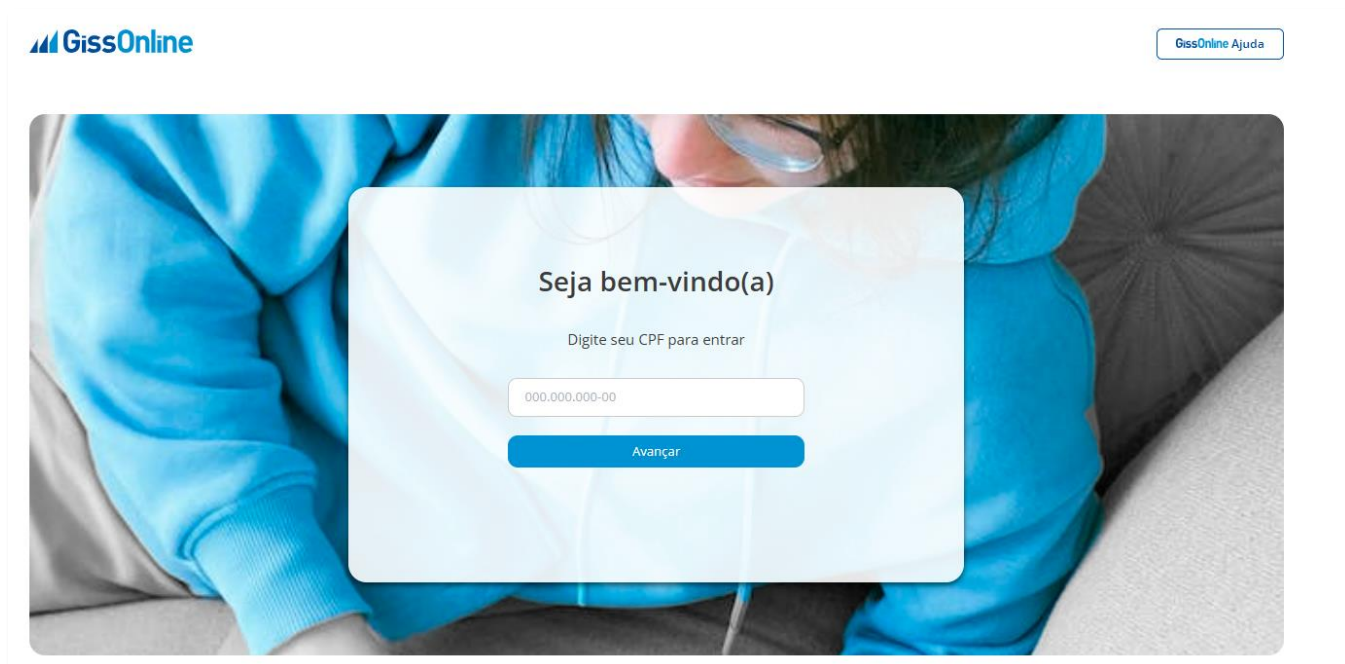 GissOnline
GissOnline Ajuda
Seja bem-vindo(a)
Digite seu CPF para entrar
000.000.000-00
Avançar